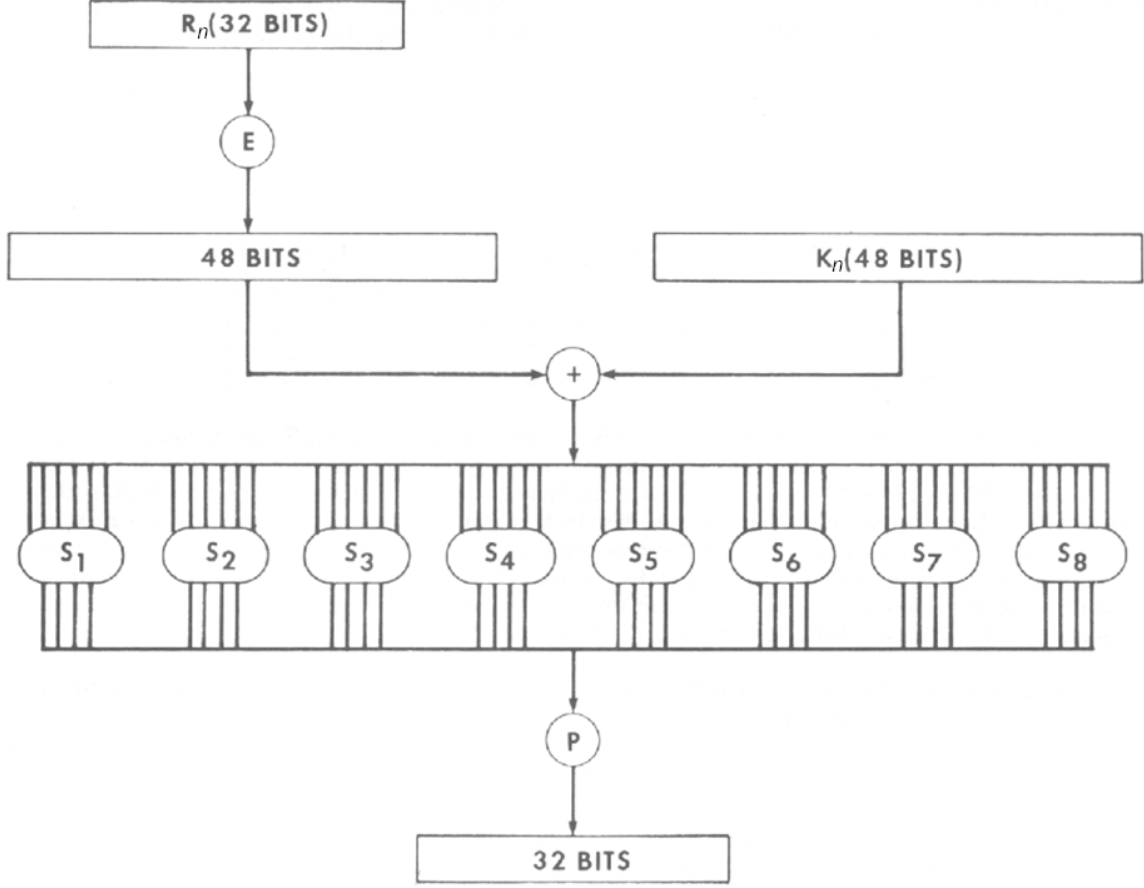 Rn(32 BITS)
E
48 BITS
Kn(48 BITS)
+
S1 S2 S3 S4 S5 S6 S7 S8
P
32 BITS